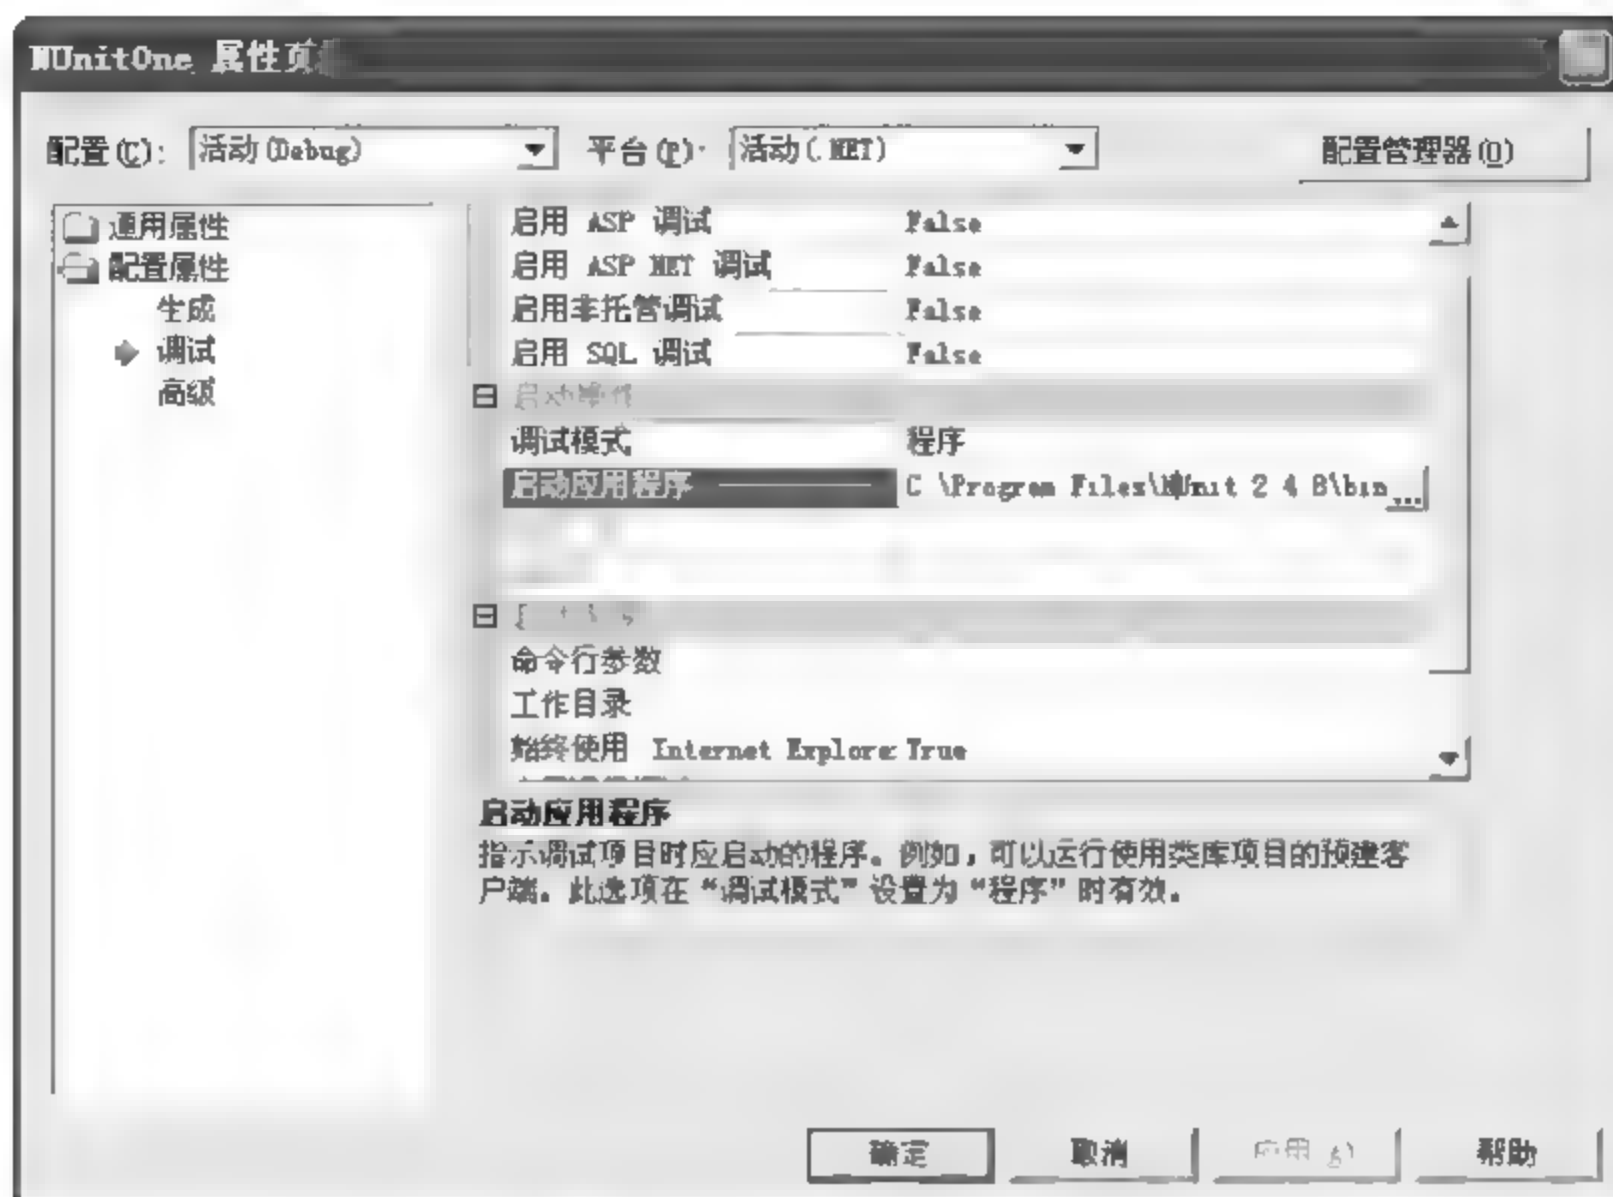 NUnitOne 属性页
配置(C): 活动(Debug) 平台(P): 活动(.NET) 配置管理器(O)
通用属性
配置属性
生成
调试
高级
启用 ASP 调试 False
启用 ASP NET 调试 False
启用非托管调试 False
启用 SQL 调试 False
启动操作
调试模式 程序
启动应用程序 C \Program Files\NUnit 2 4 8\bin ...
命令行参数
工作目录
始终使用 Internet Explorer True
启动应用程序
指示调试项目时应启动的程序。例如，可以运行使用类库项目的预建客
户端。此选项在“调试模式”设置为“程序”时有效。
确定 取消 应用(A) 帮助